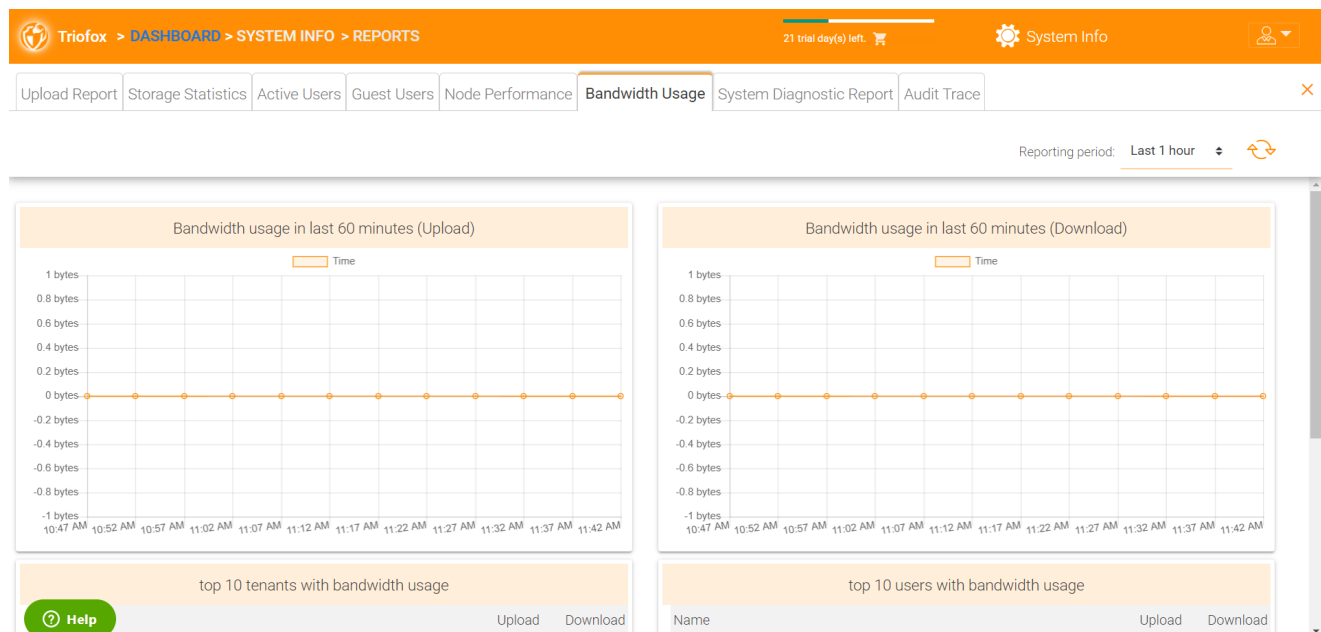 Triofox > DASHBOARD > SYSTEM INFO > REPORTS
21 trial day(s) left.
System Info
Upload Report Storage Statistics Active Users Guest Users Node Performance Bandwidth Usage System Diagnostic Report Audit Trace
Reporting period: Last 1 hour
Bandwidth usage in last 60 minutes (Upload)
Time
1 bytes
0.8 bytes
0.6 bytes
0.4 bytes
0.2 bytes
0 bytes
-0.2 bytes
-0.4 bytes
-0.6 bytes
-0.8 bytes
-1 bytes
10:47 AM 10:52 AM 10:57 AM 11:02 AM 11:07 AM 11:12 AM 11:17 AM 11:22 AM 11:27 AM 11:32 AM 11:37 AM 11:42 AM
Bandwidth usage in last 60 minutes (Download)
Time
1 bytes
0.8 bytes
0.6 bytes
0.4 bytes
0.2 bytes
0 bytes
-0.2 bytes
-0.4 bytes
-0.6 bytes
-0.8 bytes
-1 bytes
10:47 AM 10:52 AM 10:57 AM 11:02 AM 11:07 AM 11:12 AM 11:17 AM 11:22 AM 11:27 AM 11:32 AM 11:37 AM 11:42 AM
top 10 tenants with bandwidth usage
Upload Download
top 10 users with bandwidth usage
Name Upload Download
? Help